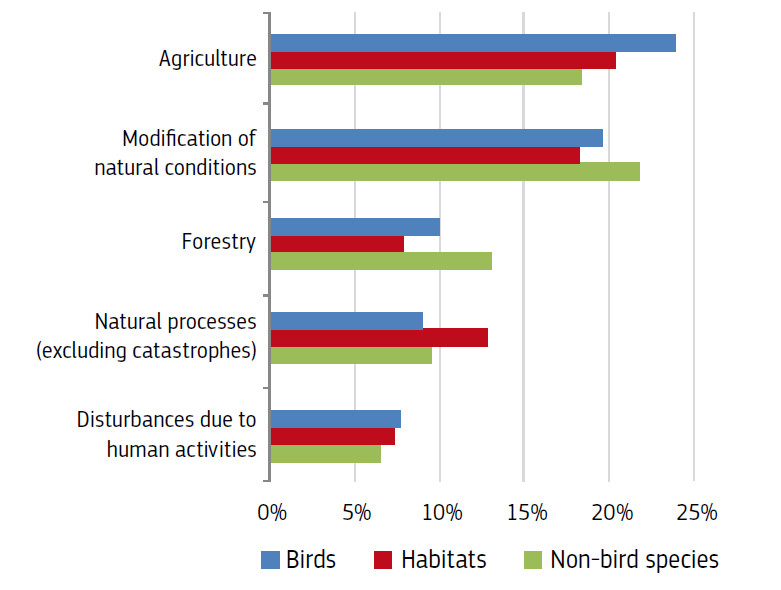 Agriculture
Modification of
natural conditions
Forestry
Natural processes
(excluding catastrophes)
Disturbances due to
human activities
0% 5% 10% 15% 20% 25%
Birds Habitats Non-bird species